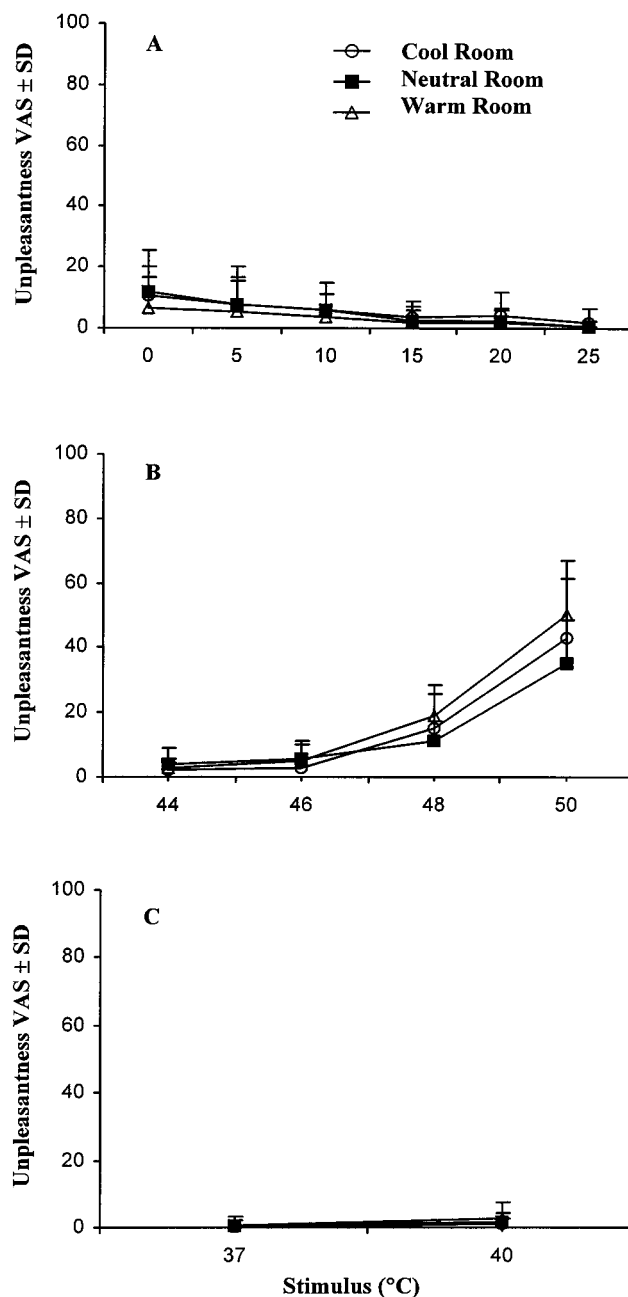 A
Cool Room
Neutral Room
Warm Room
Unpleasantness VAS ± SD
100
80
60
40
20
0
0 5 10 15 20 25
B
Unpleasantness VAS ± SD
100
80
60
40
20
0
44 46 48 50
C
Unpleasantness VAS ± SD
100
80
60
40
20
0
37 40
Stimulus (°C)